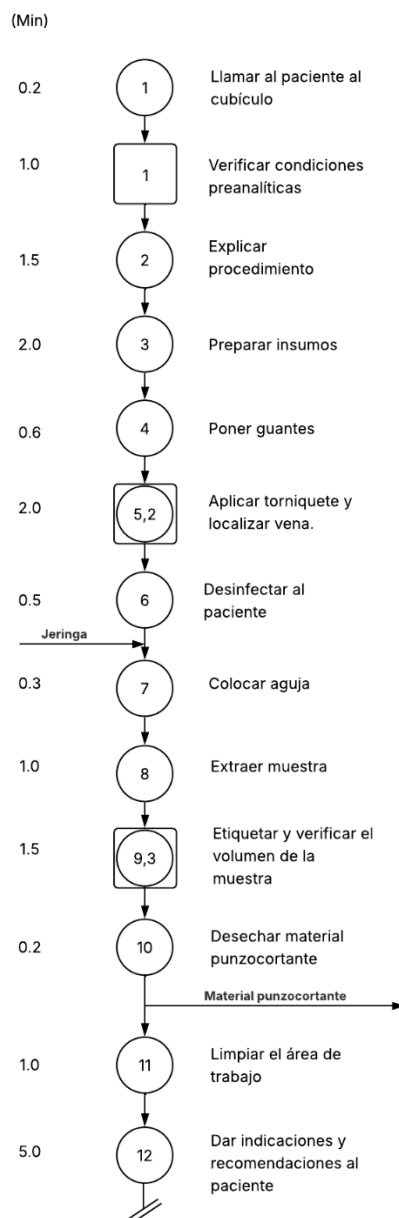 (Min)
0.2 1 Llamar al paciente al
cubículo
1.0 1 Verificar condiciones
preanalíticas
1.5 2 Explicar
procedimiento
2.0 3 Preparar insumos
0.6 4 Poner guantes
2.0 5,2 Aplicar torniquete y
localizar vena.
0.5 6 Desinfectar al
paciente
Jeringa
0.3 7 Colocar aguja
1.0 8 Extraer muestra
1.5 9,3 Etiquetar y verificar el
volumen de la
muestra
0.2 10 Desechar material
punzocortante
Material punzocortante
1.0 11 Limpiar el área de
trabajo
5.0 12 Dar indicaciones y
recomendaciones al
paciente